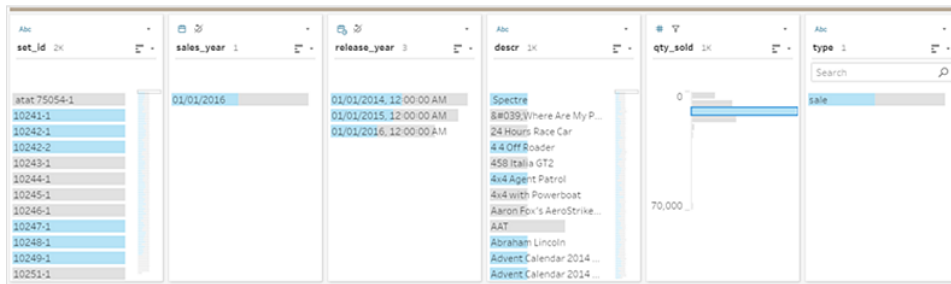 Abc
set_id 2K
atat 75054-1
10241-1
10242-1
10242-2
10243-1
10244-1
10245-1
10246-1
10247-1
10248-1
10249-1
10251-1
sales_year 1
01/01/2016
release_year 3
01/01/2014, 12:00:00 AM
01/01/2015, 12:00:00 AM
01/01/2016, 12:00:00 AM
Abc
descr 1K
Spectre
&#039;Where Are My P...
24 Hours Race Car
4 4 Off Roader
458 Italia GT2
4x4 Agent Patrol
4x4 with Powerboat
Aaron Fox's AeroStrike...
AAT
Abraham Lincoln
Advent Calendar 2014 ...
Advent Calendar 2014 ...
#
qty_sold 1K
0
70,000
Abc
type 1
Search
sale